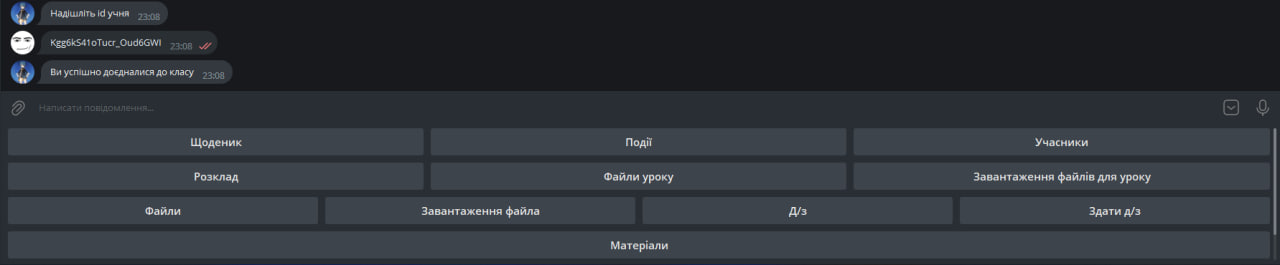 Надішліть id учня 23:08
Kgg6kS41oTucr_Oud6GWI 23:08
Ви успішно доєдналися до класу 23:08
Написати повідомлення...
Щоденик Події Учасники
Розклад Файли уроку Завантаження файлів для уроку
Файли Завантаження файла Д/з Здати д/з
Матеріали